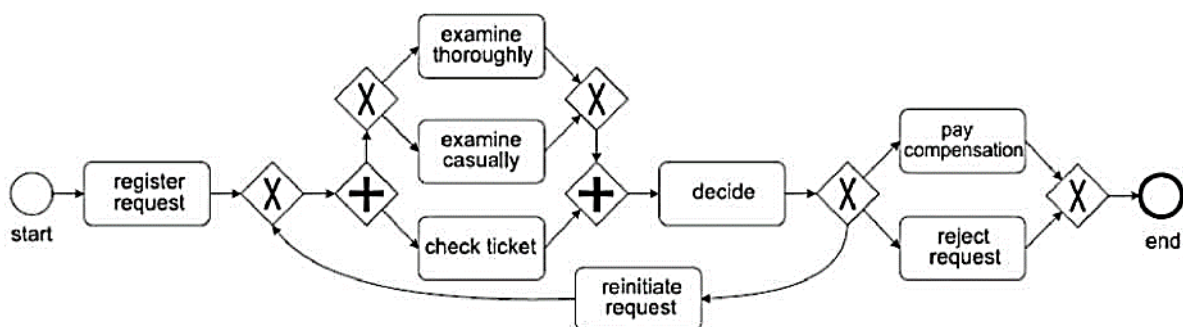 start
register
request
examine
thoroughly
examine
casually
check ticket
decide
pay
compensation
reject
request
reinitiate
request
end